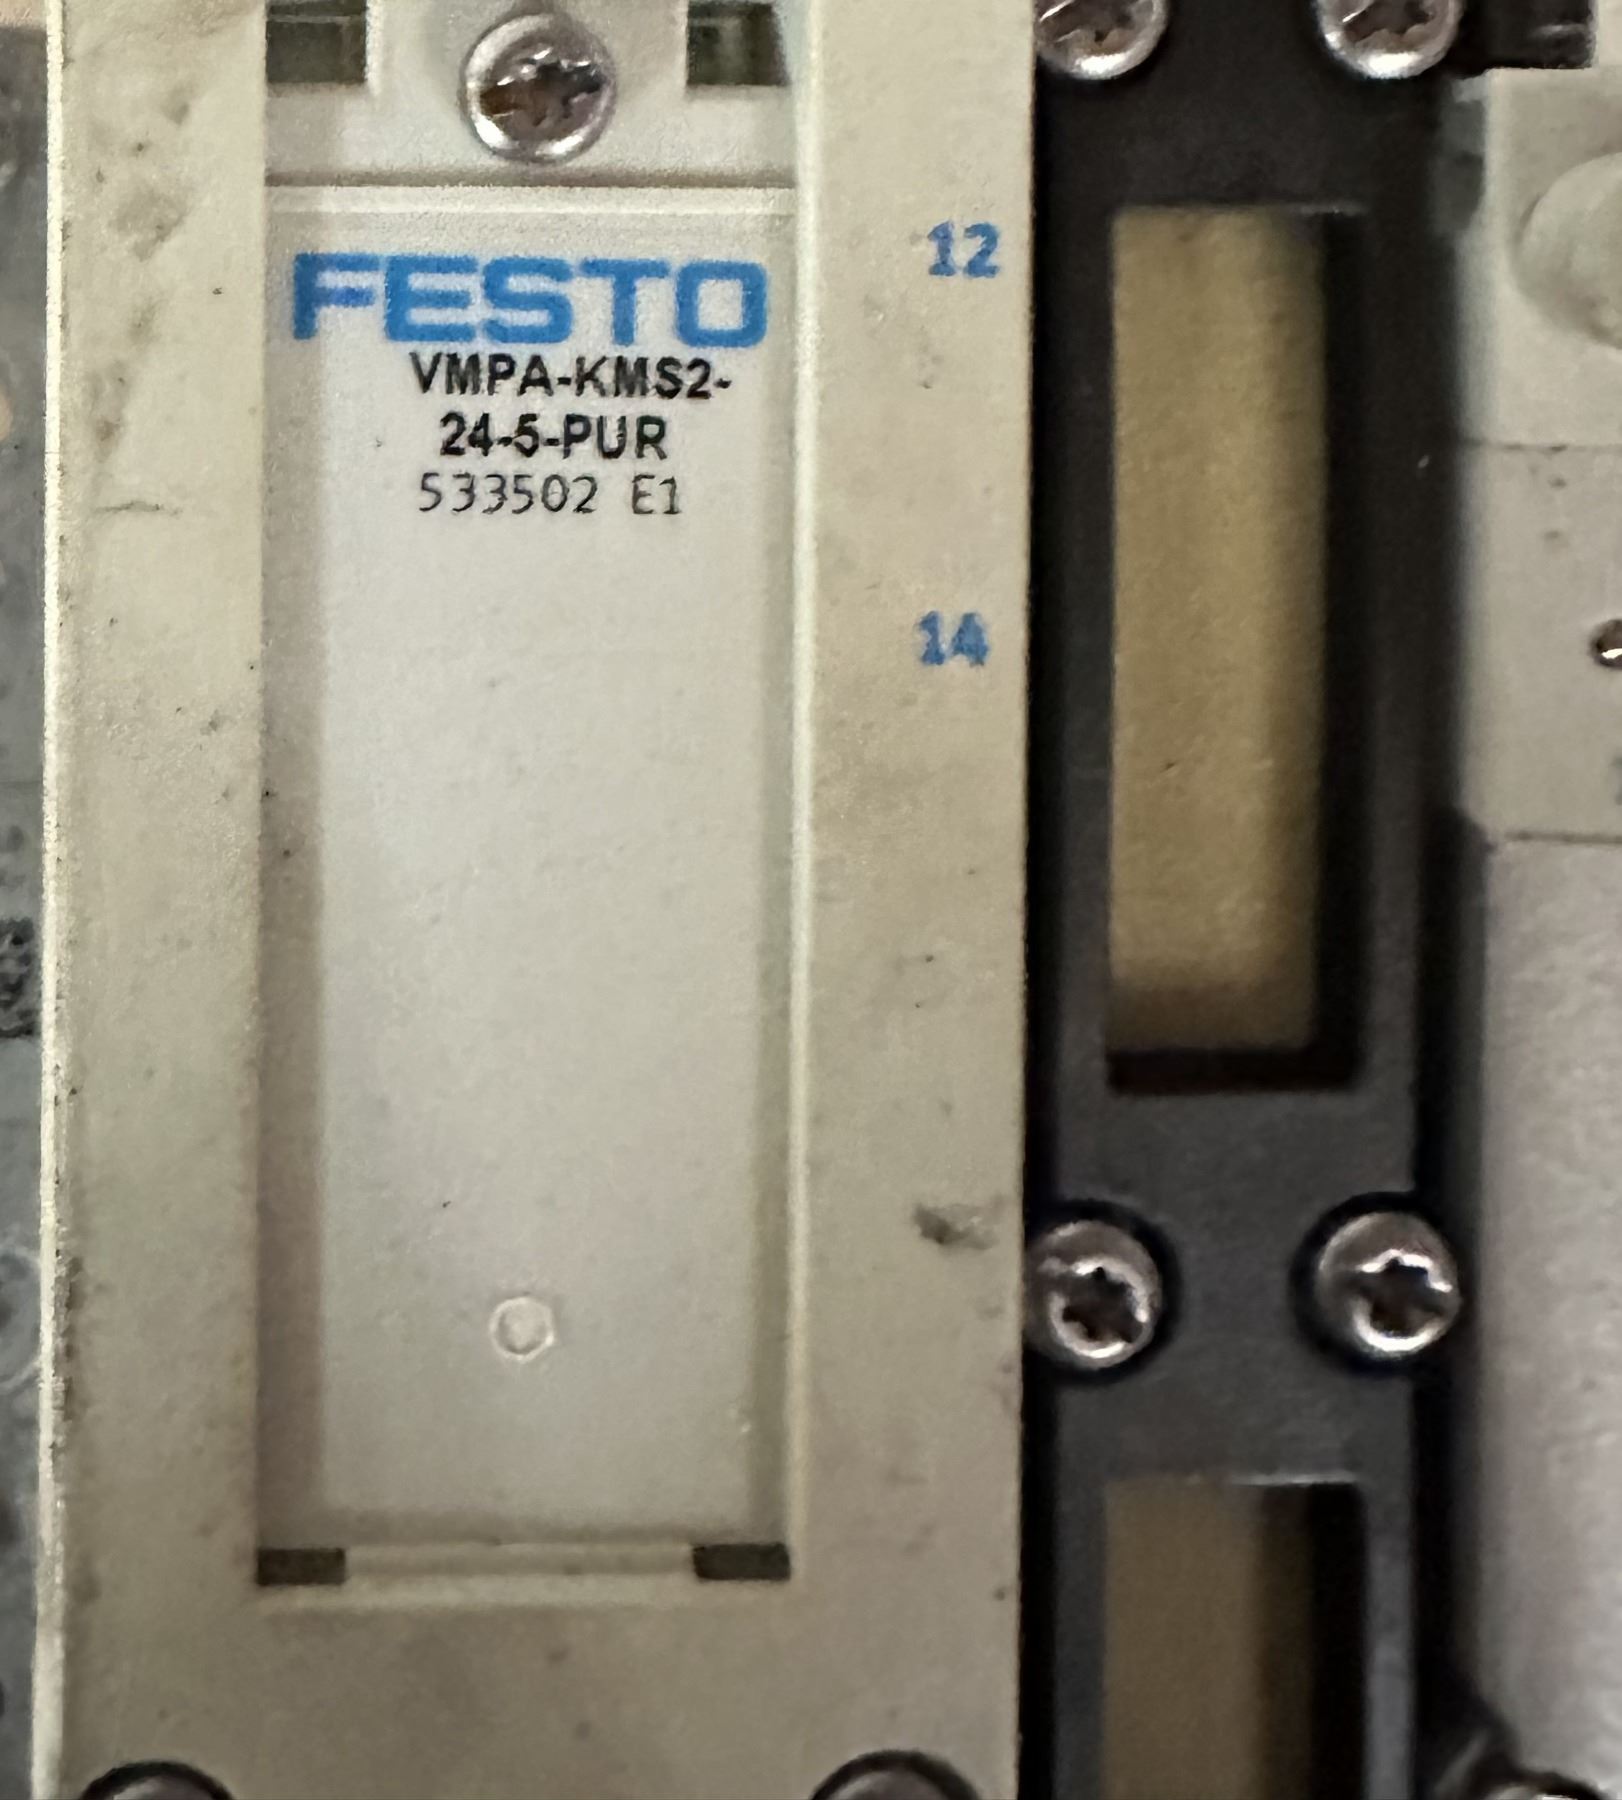 FESTO
VMPA-KMS2-
24-5-PUR
533502 E1
12
14